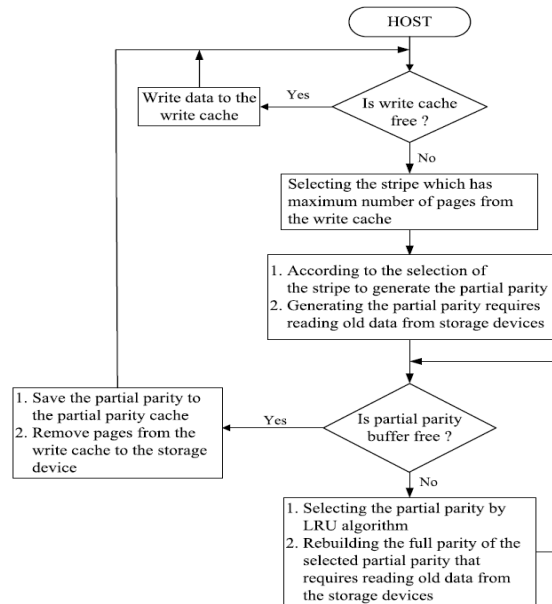 HOST
Is write cache
free ?
Yes
Write data to the
write cache
No
Selecting the stripe which has
maximum number of pages from
the write cache
1. According to the selection of
the stripe to generate the partial parity
2. Generating the partial parity requires
reading old data from storage devices
Is partial parity
buffer free ?
Yes
1. Save the partial parity to
the partial parity cache
2. Remove pages from the
write cache to the storage
device
No
1. Selecting the partial parity by
LRU algorithm
2. Rebuilding the full parity of the
selected partial parity that
requires reading old data from
the storage devices